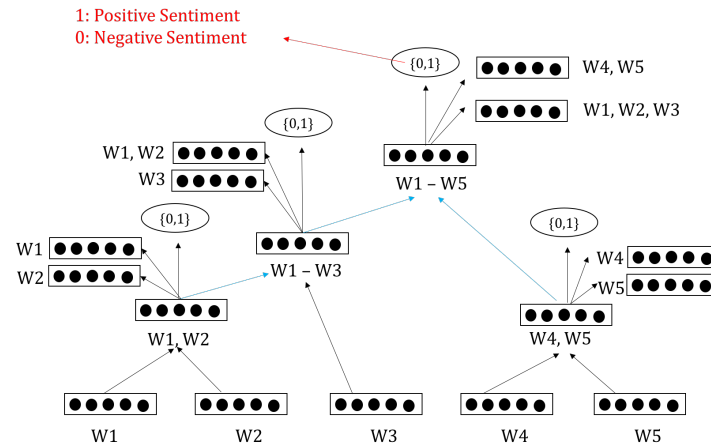 1: Positive Sentiment
0: Negative Sentiment
{0,1}
W4, W5
W1, W2, W3
{0,1}
W1, W2
W3
W1 – W5
{0,1}
{0,1}
W1
W2
W1 – W3
W4
W5
W1, W2
W4, W5
W1
W2
W3
W4
W5